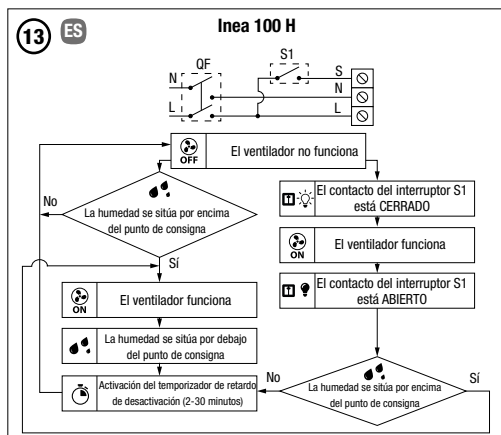 13 ES Inea 100 H
QF
S1
N
L
S
N
L
OFF
El ventilador no funciona
No
La humedad se sitúa por encima
del punto de consigna
Sí
El contacto del interruptor S1
está CERRADO
ON
El ventilador funciona
El contacto del interruptor S1
está ABIERTO
ON
El ventilador funciona
La humedad se sitúa por debajo
del punto de consigna
Activación del temporizador de retardo
de desactivación (2-30 minutos)
No
La humedad se sitúa por encima
del punto de consigna
Sí